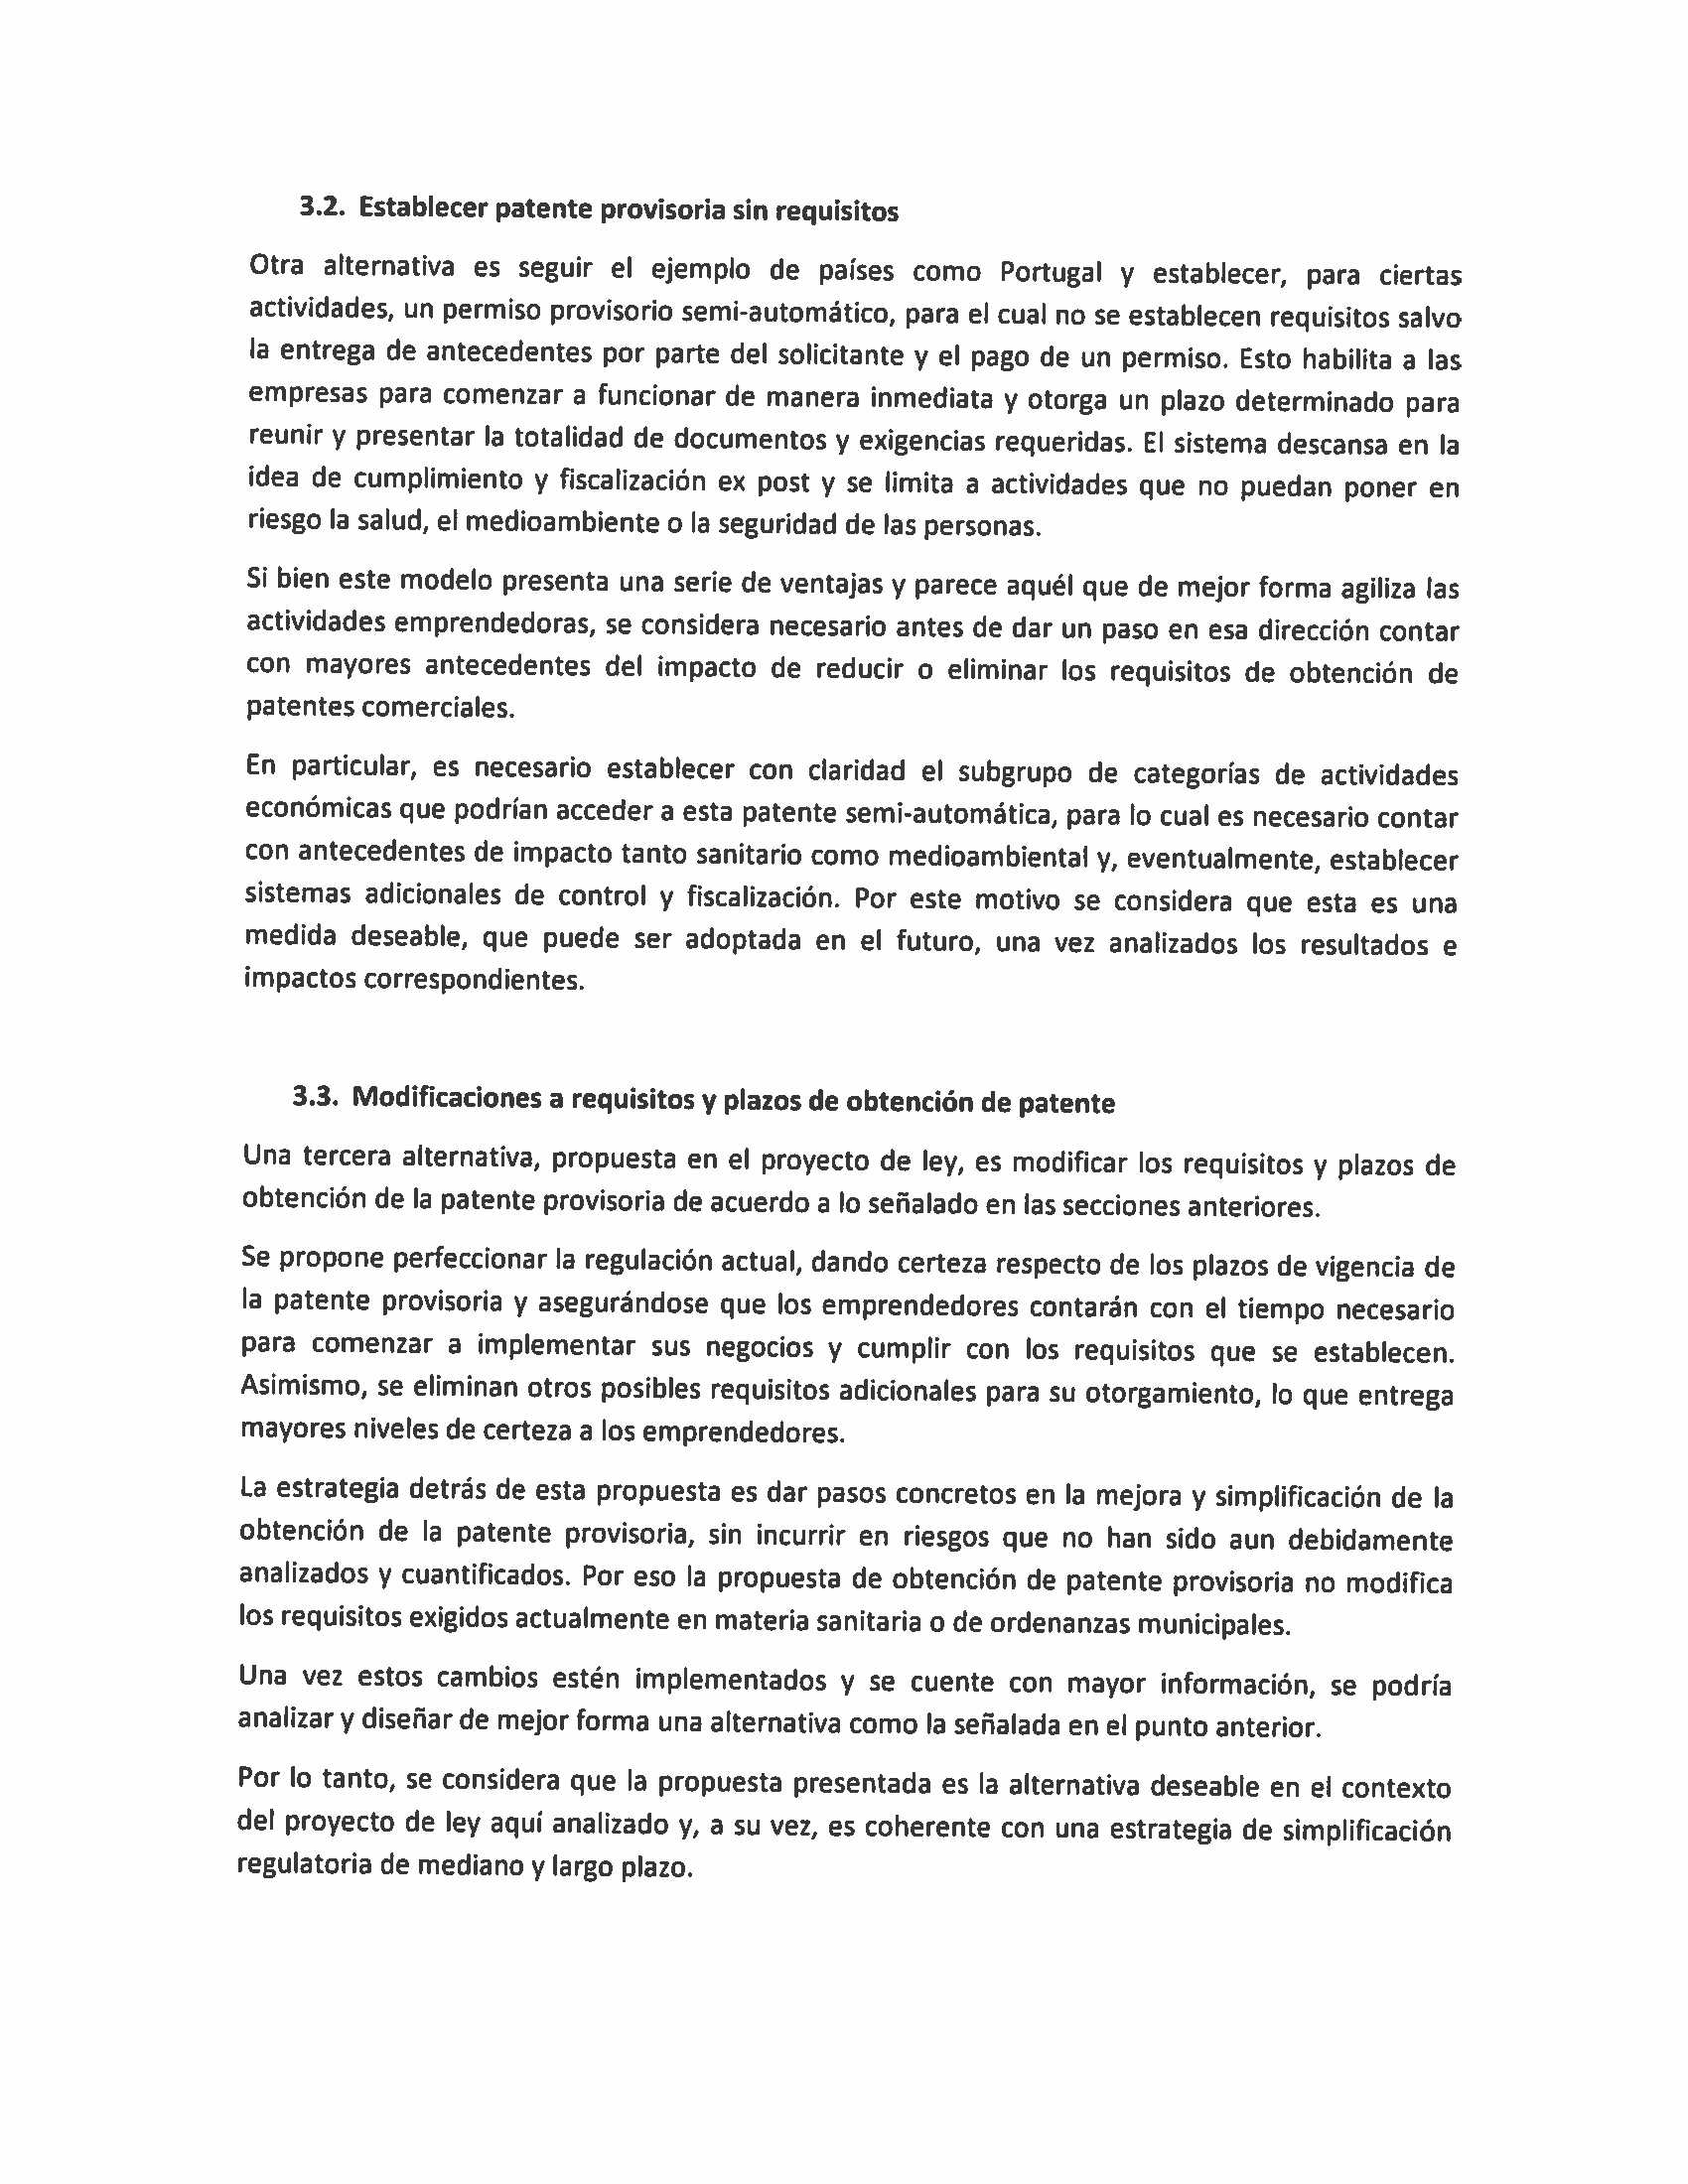 3.2. Establecer patente provisoria sin requisitos
Otra alternativa es seguir el ejemplo de países como Portugal y establecer, para ciertas
actividades, un permiso provisorio semi-automático, para el cual no se establecen requisitos salvo
la entrega de antecedentes por parte del solicitante y el pago de un permiso. Esto habilita a las
empresas para comenzar a funcionar de manera inmediata y otorga un plazo determinado para
reunir y presentar la totalidad de documentos y exigencias requeridas. El sistema descansa en la
idea de cumplimiento y fiscalización ex post y se limita a actividades que no puedan poner en
riesgo la salud, el medioambiente o la seguridad de las personas.
Si bien este modelo presenta una serie de ventajas y parece aquél que de mejor forma agiliza las
actividades emprendedoras, se considera necesario antes de dar un paso en esa dirección contar
con mayores antecedentes del impacto de reducir o eliminar los requisitos de obtención de
patentes comerciales.
En particular, es necesario establecer con claridad el subgrupo de categorías de actividades
económicas que podrían acceder a esta patente semi-automática, para lo cual es necesario contar
con antecedentes de impacto tanto sanitario como medioambiental y, eventualmente, establecer
sistemas adicionales de control y fiscalización. Por este motivo se considera que esta es una
medida deseable, que puede ser adoptada en el futuro, una vez analizados los resultados e
impactos correspondientes.
3.3. Modificaciones a requisitos y plazos de obtención de patente
Una tercera alternativa, propuesta en el proyecto de ley, es modificar los requisitos y plazos de
obtención de la patente provisoria de acuerdo a lo señalado en las secciones anteriores.
Se propone perfeccionar la regulación actual, dando certeza respecto de los plazos de vigencia de
la patente provisoria y asegurándose que los emprendedores contarán con el tiempo necesario
para comenzar a implementar sus negocios y cumplir con los requisitos que se establecen.
Asimismo, se eliminan otros posibles requisitos adicionales para su otorgamiento, lo que entrega
mayores niveles de certeza a los emprendedores.
La estrategia detrás de esta propuesta es dar pasos concretos en la mejora y simplificación de la
obtención de la patente provisoria, sin incurrir en riesgos que no han sido aun debidamente
analizados y cuantificados. Por eso la propuesta de obtención de patente provisoria no modifica
los requisitos exigidos actualmente en materia sanitaria o de ordenanzas municipales.
Una vez estos cambios estén implementados y se cuente con mayor información, se podría
analizar y diseñar de mejor forma una alternativa como la señalada en el punto anterior.
Por lo tanto, se considera que la propuesta presentada es la alternativa deseable en el contexto
del proyecto de ley aquí analizado y, a su vez, es coherente con una estrategia de simplificación
regulatoria de mediano y largo plazo.